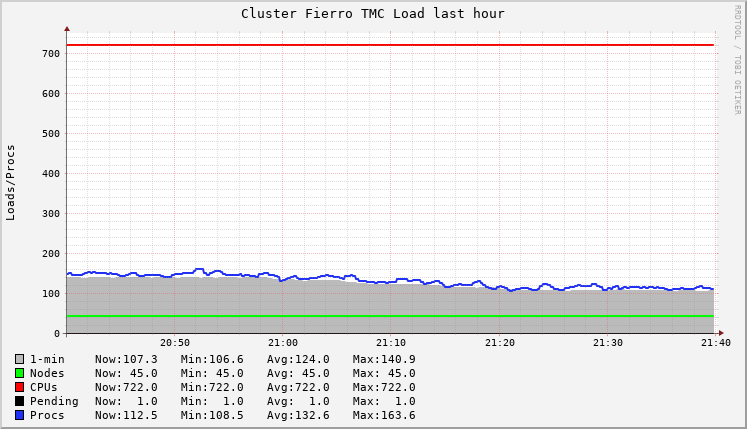 Cluster Fierro TMC Load last hour
RRDTOOL / TOBI OETIKER
Loads/Procs
700
600
500
400
300
200
100
0
20:50 21:00 21:10 21:20 21:30 21:40
1-min Now:107.3 Min:106.6 Avg:124.0 Max:140.9
Nodes Now: 45.0 Min: 45.0 Avg: 45.0 Max: 45.0
CPUs Now:722.0 Min:722.0 Avg:722.0 Max:722.0
Pending Now: 1.0 Min: 1.0 Avg: 1.0 Max: 1.0
Procs Now:112.5 Min:108.5 Avg:132.6 Max:163.6